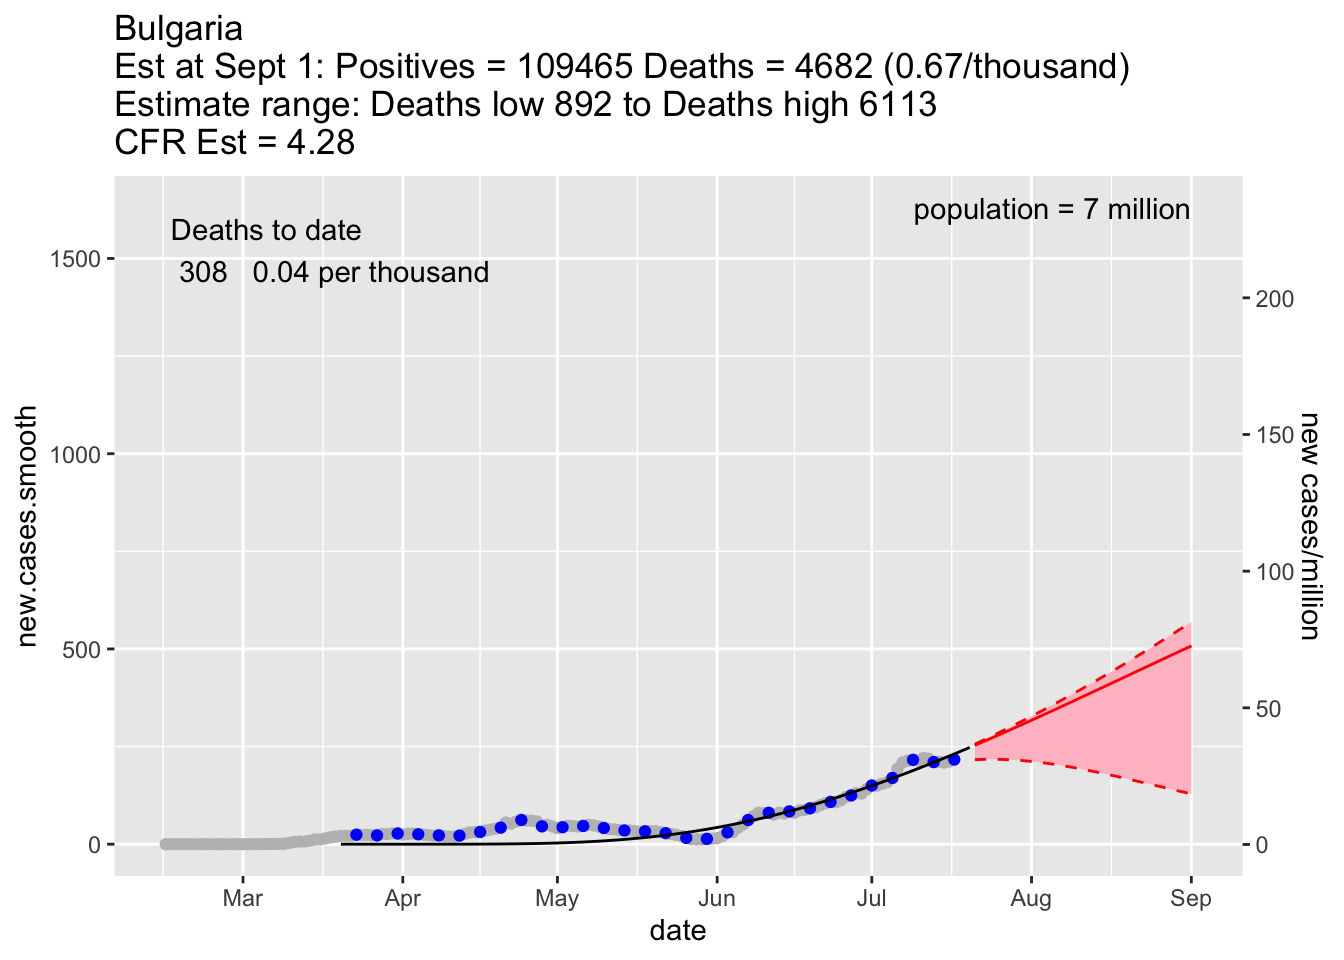 Bulgaria
Est at Sept 1: Positives = 109465 Deaths = 4682 (0.67/thousand)
Estimate range: Deaths low 892 to Deaths high 6113
CFR Est = 4.28
population = 7 million
Deaths to date
308 0.04 per thousand
new.cases.smooth
1500
1000
500
0
new cases/million
200
150
100
50
0
Mar Apr May Jun Jul Aug Sep
date